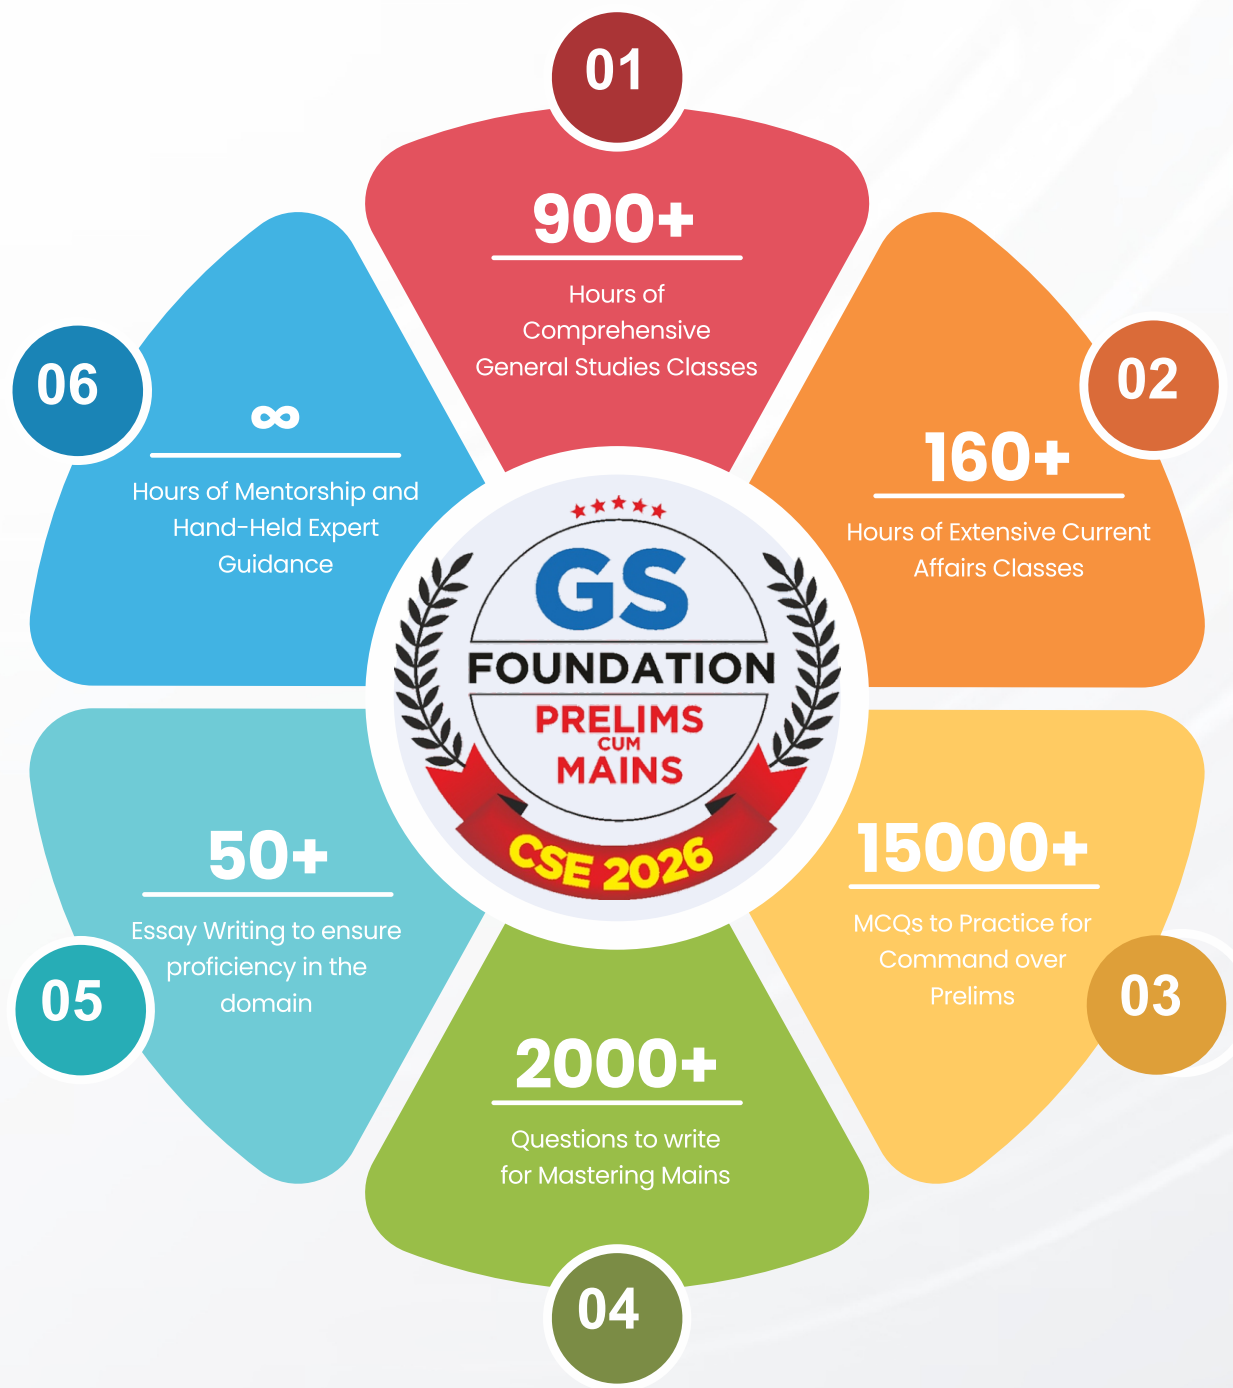 01
900+
Hours of
Comprehensive
General Studies Classes
02
160+
Hours of Extensive Current
Affairs Classes
03
15000+
MCQs to Practice for
Command over
Prelims
04
2000+
Questions to write
for Mastering Mains
05
50+
Essay Writing to ensure
proficiency in the
domain
06
∞
Hours of Mentorship and
Hand-Held Expert
Guidance
GS
FOUNDATION
PRELIMS
CUM
MAINS
CSE 2026